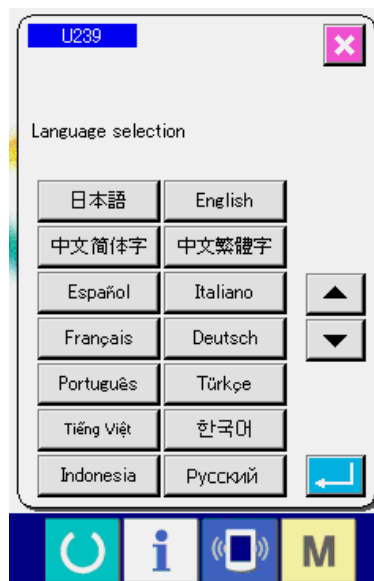 U239
Language selection
日本語 English
中文简体字 中文繁體字
Español Italiano
Français Deutsch
Português Türkçe
Tiếng Việt 한국어
Indonesia Русский
i M